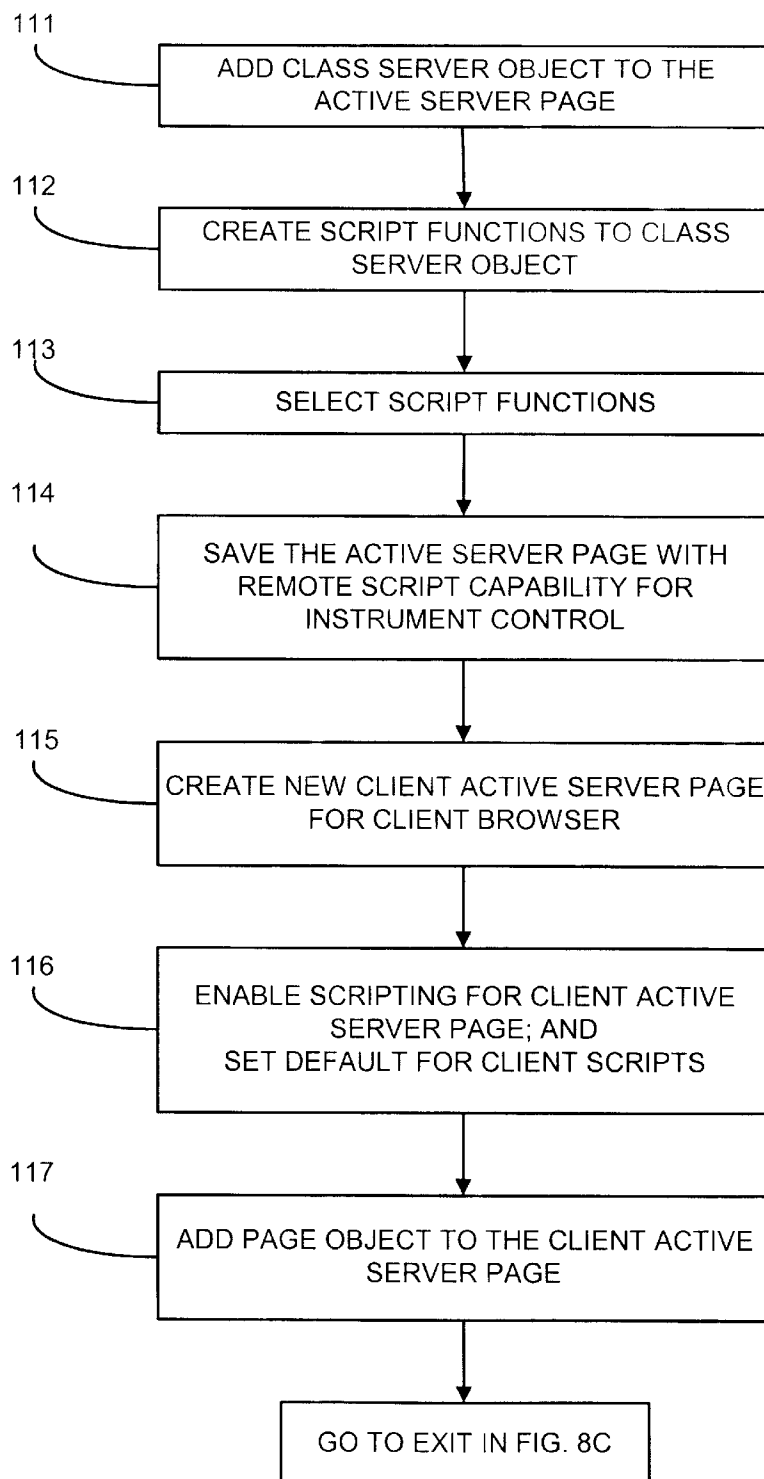 111
ADD CLASS SERVER OBJECT TO THE
ACTIVE SERVER PAGE
112
CREATE SCRIPT FUNCTIONS TO CLASS
SERVER OBJECT
113
SELECT SCRIPT FUNCTIONS
114
SAVE THE ACTIVE SERVER PAGE WITH
REMOTE SCRIPT CAPABILITY FOR
INSTRUMENT CONTROL
115
CREATE NEW CLIENT ACTIVE SERVER PAGE
FOR CLIENT BROWSER
116
ENABLE SCRIPTING FOR CLIENT ACTIVE
SERVER PAGE; AND
SET DEFAULT FOR CLIENT SCRIPTS
117
ADD PAGE OBJECT TO THE CLIENT ACTIVE
SERVER PAGE
GO TO EXIT IN FIG. 8C